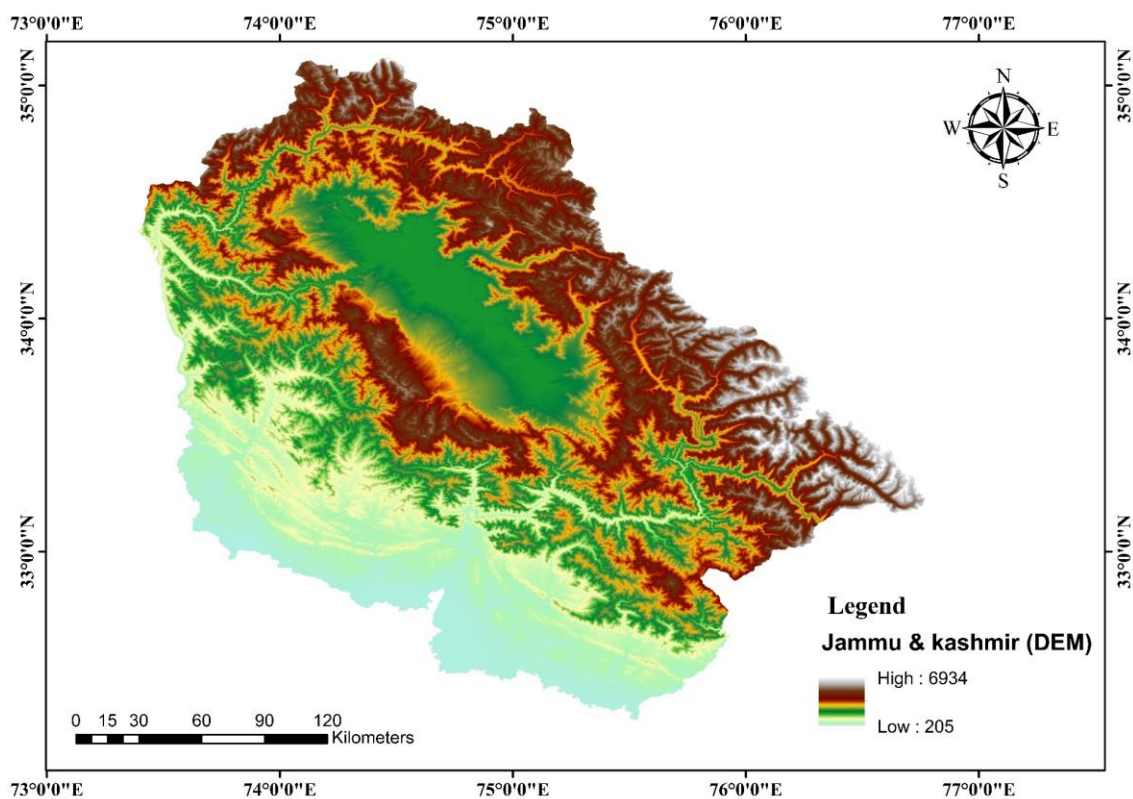 73°0'0"E 74°0'0"E 75°0'0"E 76°0'0"E 77°0'0"E
35°0'0"N 35°0'0"N
N
W E
S
34°0'0"N 34°0'0"N
33°0'0"N 33°0'0"N
Legend
Jammu & kashmir (DEM)
High : 6934
Low : 205
0 15 30 60 90 120
Kilometers
73°0'0"E 74°0'0"E 75°0'0"E 76°0'0"E 77°0'0"E